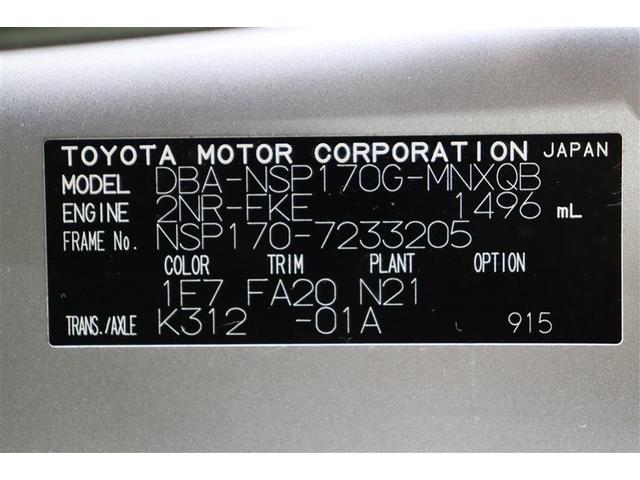 TOYOTA MOTOR CORPORATION JAPAN
MODEL DBA-NSP170G-MNXQB
ENGINE 2NR-FKE 1496 mL
FRAME No. NSP170-7233205
COLOR TRIM PLANT OPTION
1F7 FA20 N21
TRANS./AXLE K312 -01A 915